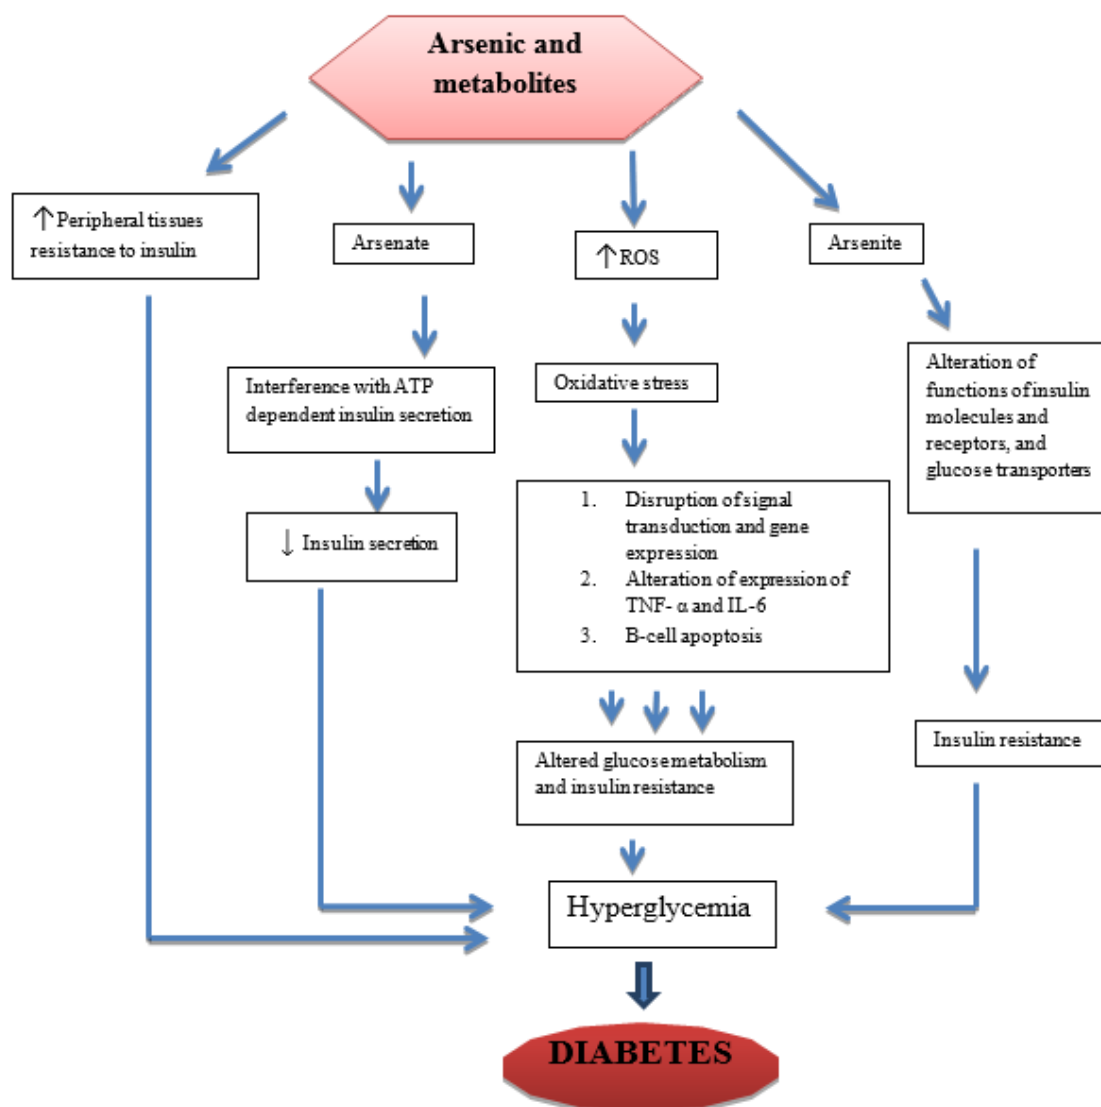 Arsenic and
metabolites
↑Peripheral tissues
resistance to insulin
Arsenate
↑ROS
Arsenite
Interference with ATP
dependent insulin secretion
Oxidative stress
Alteration of
functions of insulin
molecules and
receptors, and
glucose transporters
↓ Insulin secretion
1. Disruption of signal
transduction and gene
expression
2. Alteration of expression of
TNF- α and IL-6
3. B-cell apoptosis
Altered glucose metabolism
and insulin resistance
Insulin resistance
Hyperglycemia
DIABETES